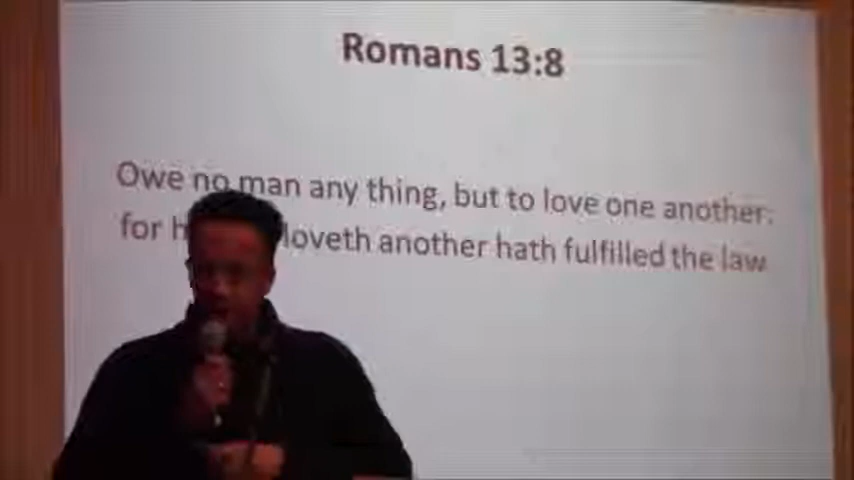 Romans 13:8
Owe no man any thing, but to love one another:
for loveth another hath fulfilled the law